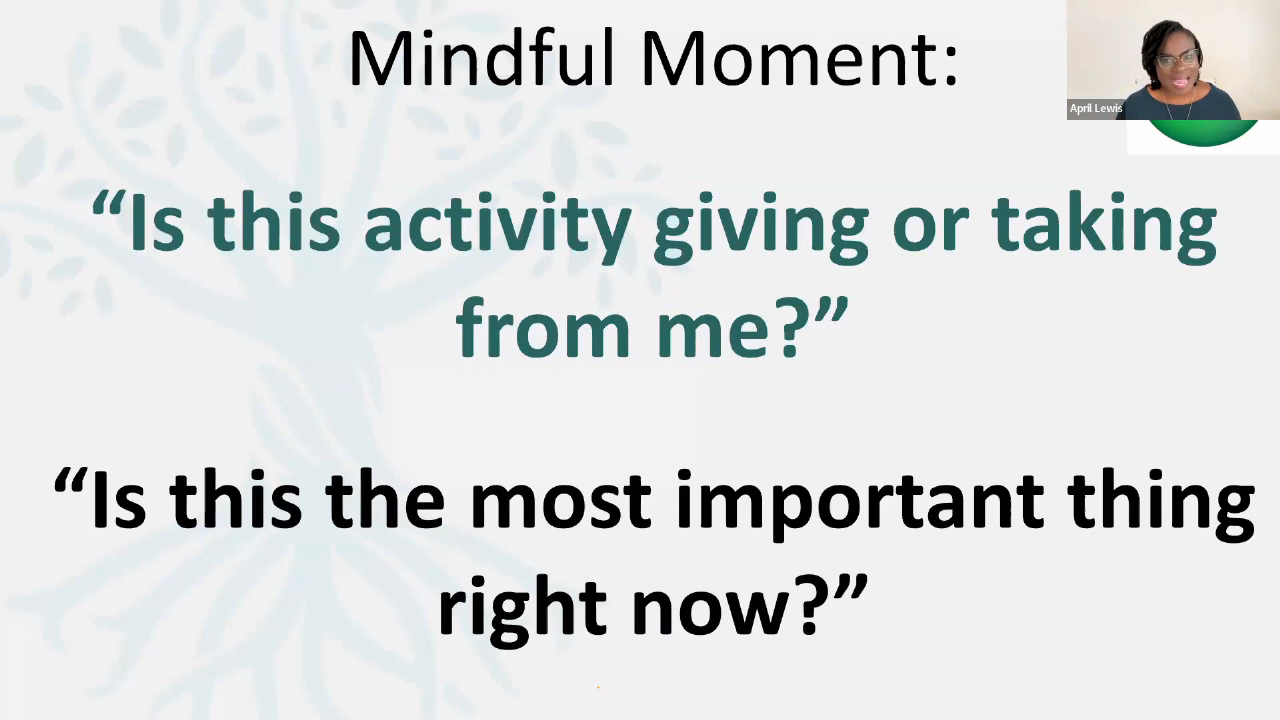 Mindful Moment:
April Lewis
“Is this activity giving or taking
from me?”
“Is this the most important thing
right now?”